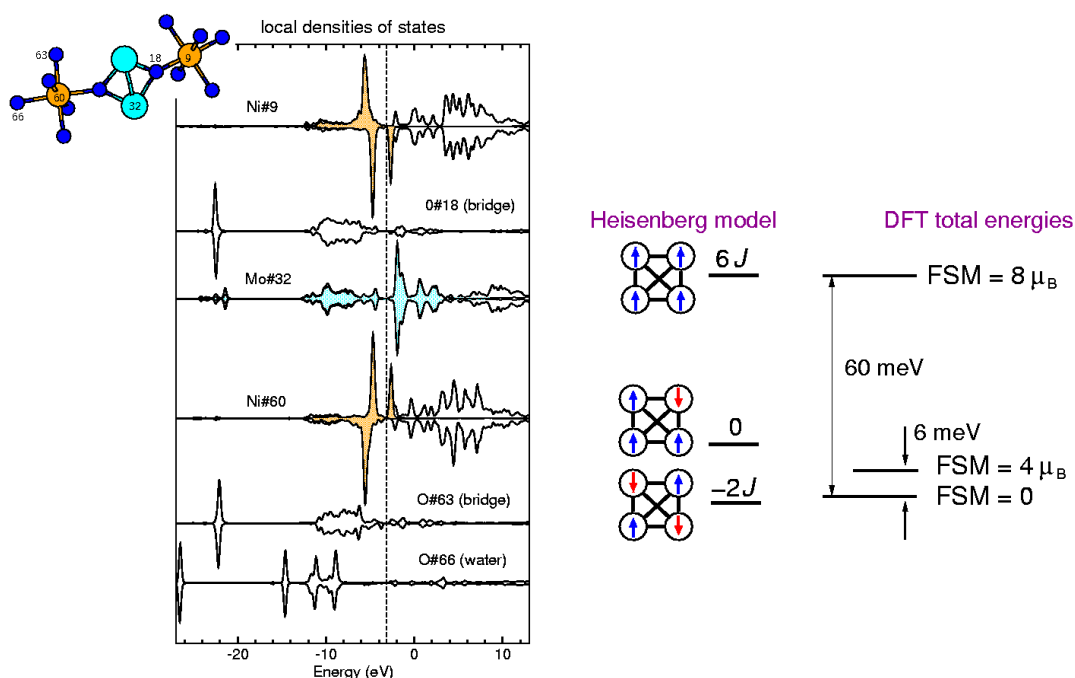 local densities of states
63
18
9
60
32
66
Ni#9
0#18 (bridge)
Mo#32
Ni#60
O#63 (bridge)
O#66 (water)
-20
-10
0
10
Energy (eV)
Heisenberg model
DFT total energies
6J
FSM = 8 μB
60 meV
0
6 meV
FSM = 4 μB
−2J
FSM = 0